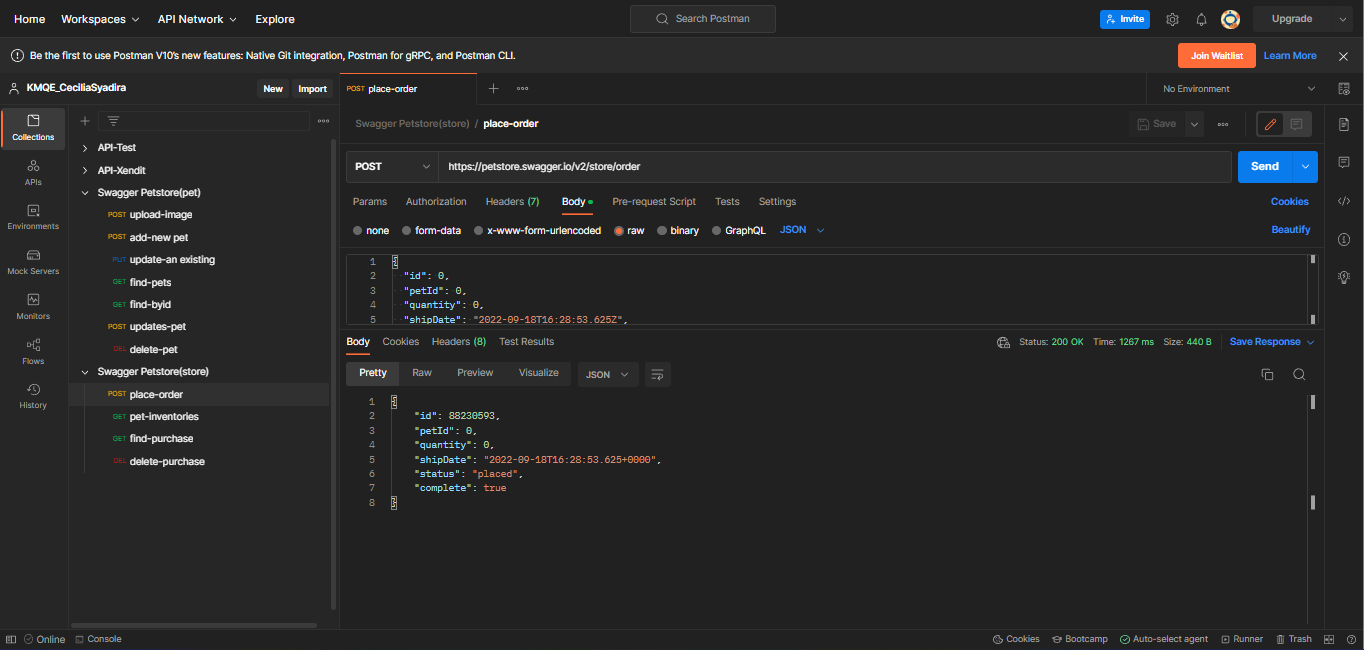 Home Workspaces API Network Explore Search Postman Invite Upgrade
Be the first to use Postman V10's new features: Native Git integration, Postman for gRPC, and Postman CLI. Join Waitlist Learn More
KMQE_CeciliaSyadira New Import POST place-order No Environment
Collections
APIs
Environments
Mock Servers
Monitors
Flows
History
API-Test
API-Xendit
Swagger Petstore(pet)
POST upload-image
POST add-new pet
PUT update-an existing
GET find-pets
GET find-byid
POST updates-pet
DEL delete-pet
Swagger Petstore(store)
POST place-order
GET pet-inventories
GET find-purchase
DEL delete-purchase
Swagger Petstore(store) / place-order Save
POST https://petstore.swagger.io/v2/store/order Send
Params Authorization Headers (7) Body Pre-request Script Tests Settings Cookies
none form-data x-www-form-urlencoded raw binary GraphQL JSON Beautify
1 {
2 "id": 0,
3 "petId": 0,
4 "quantity": 0,
5 "shipDate": "2022-09-18T16:28:53.625Z",
Body Cookies Headers (8) Test Results Status: 200 OK Time: 1267 ms Size: 440 B Save Response
Pretty Raw Preview Visualize JSON
1 {
2 "id": 88230593,
3 "petId": 0,
4 "quantity": 0,
5 "shipDate": "2022-09-18T16:28:53.625+0000",
6 "status": "placed",
7 "complete": true
8 }
Online Console Cookies Bootcamp Auto-select agent Runner Trash